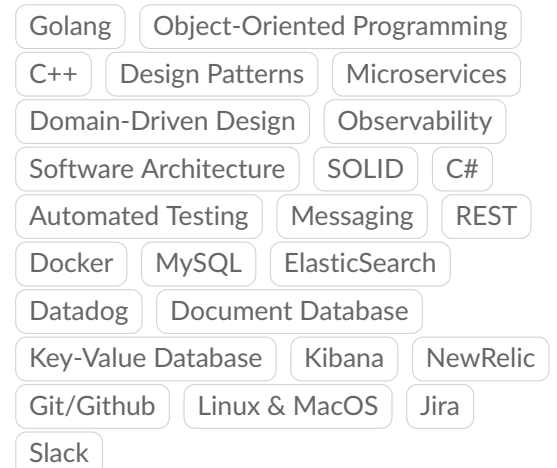 Golang Object-Oriented Programming
C++ Design Patterns Microservices
Domain-Driven Design Observability
Software Architecture SOLID C#
Automated Testing Messaging REST
Docker MySQL ElasticSearch
Datadog Document Database
Key-Value Database Kibana NewRelic
Git/Github Linux & MacOS Jira
Slack